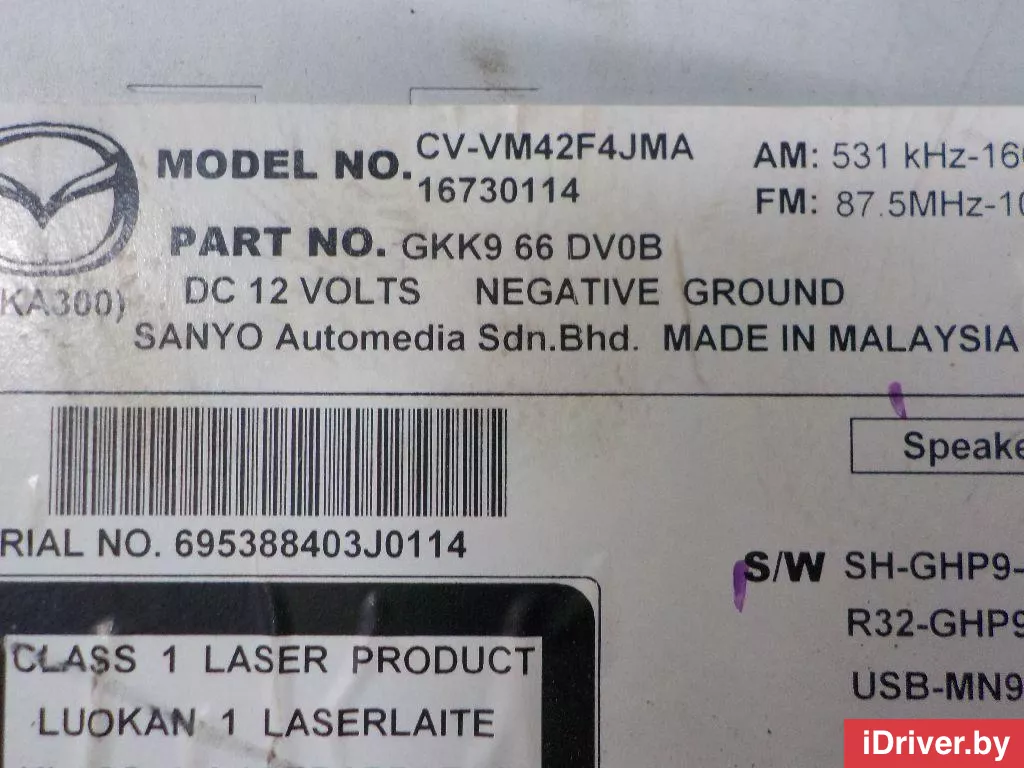 MODEL NO. CV-VM42F4JMA
16730114
AM: 531 kHz-16
FM: 87.5MHz-10
PART NO. GKK9 66 DV0B
KA300)
DC 12 VOLTS NEGATIVE GROUND
SANYO Automedia Sdn.Bhd. MADE IN MALAYSIA
Speake
RIAL NO. 695388403J0114
S/W SH-GHP9-
R32-GHP9
USB-MN9
CLASS 1 LASER PRODUCT
LUOKAN 1 LASERLAITE
iDriver.by